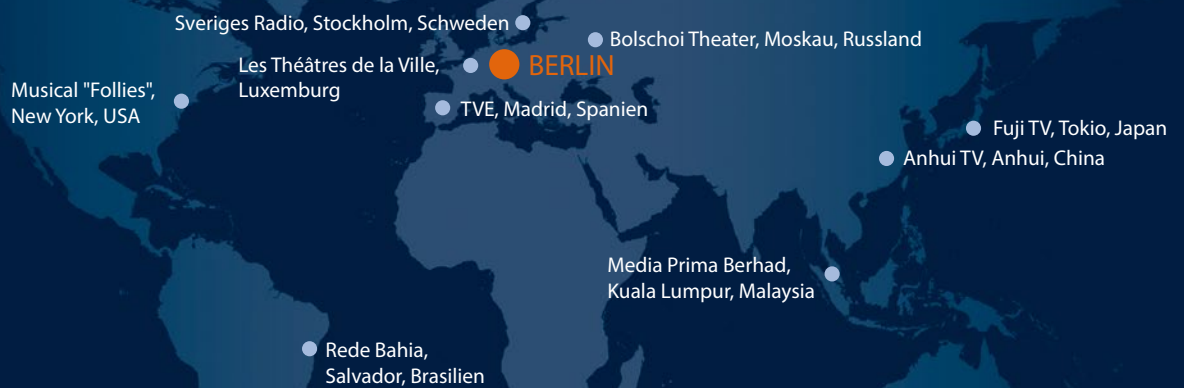 Sveriges Radio, Stockholm, Schweden
Bolschoi Theater, Moskau, Russland
Les Théâtres de la Ville,
Luxemburg
BERLIN
Musical "Follies",
New York, USA
TVE, Madrid, Spanien
Fuji TV, Tokio, Japan
Anhui TV, Anhui, China
Media Prima Berhad,
Kuala Lumpur, Malaysia
Rede Bahia,
Salvador, Brasilien